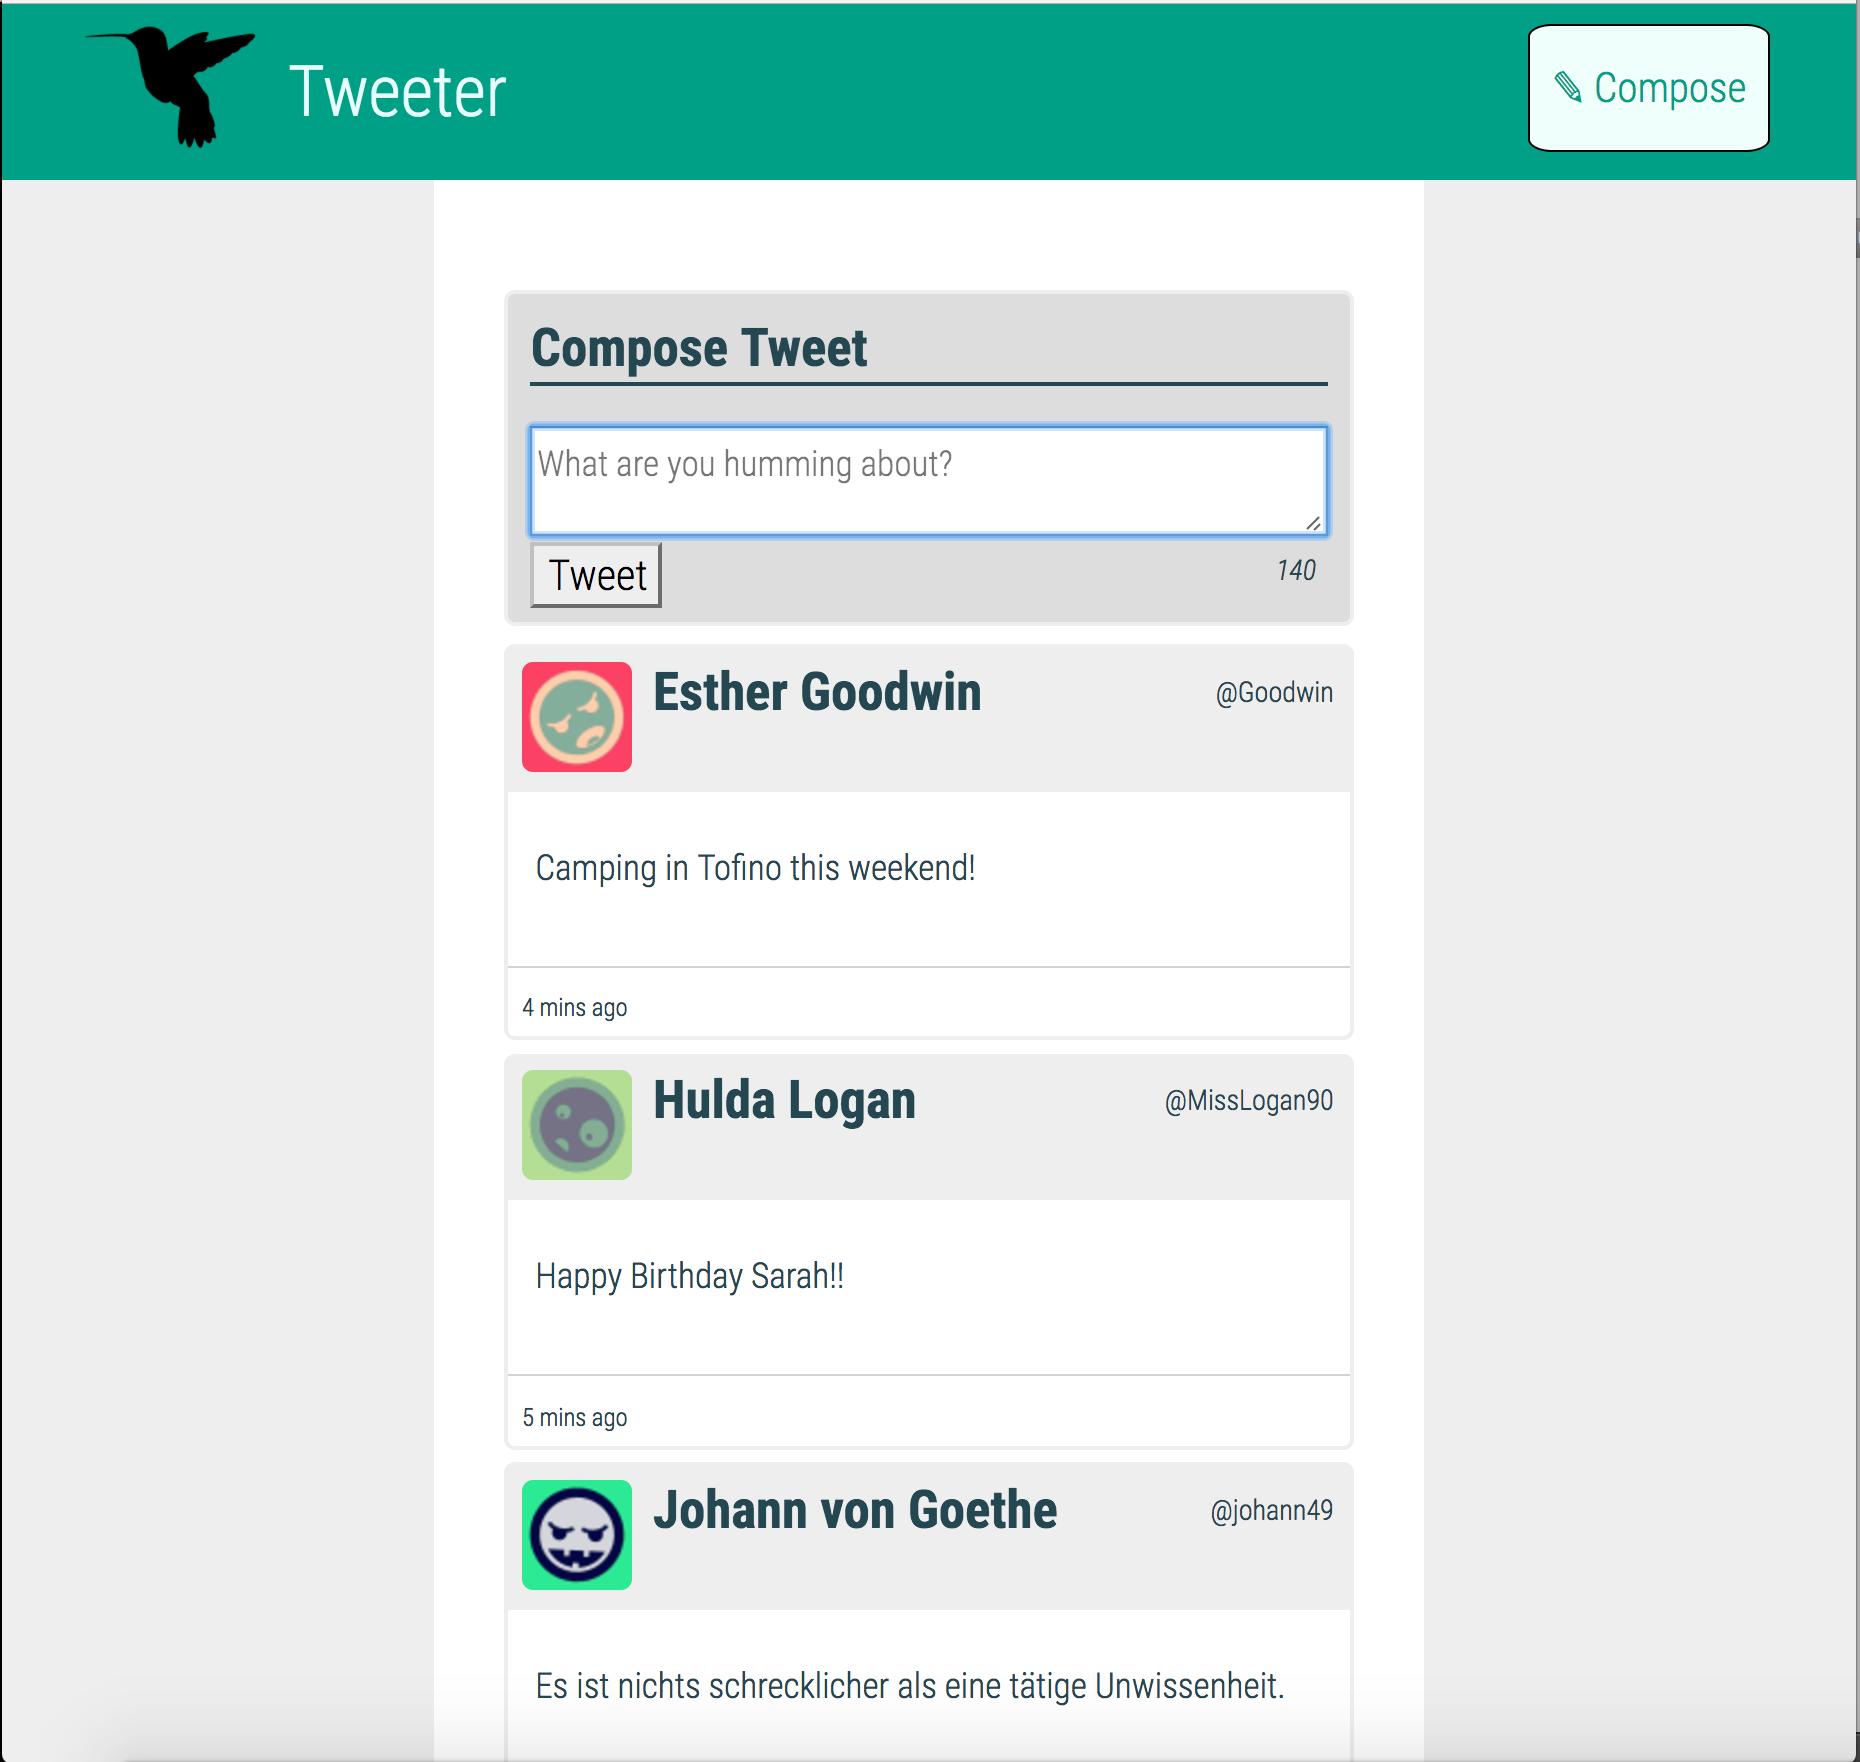 Tweeter
✎ Compose
Compose Tweet
What are you humming about?
Tweet
140
Esther Goodwin
@Goodwin
Camping in Tofino this weekend!
4 mins ago
Hulda Logan
@MissLogan90
Happy Birthday Sarah!!
5 mins ago
Johann von Goethe
@johann49
Es ist nichts schrecklicher als eine tätige Unwissenheit.